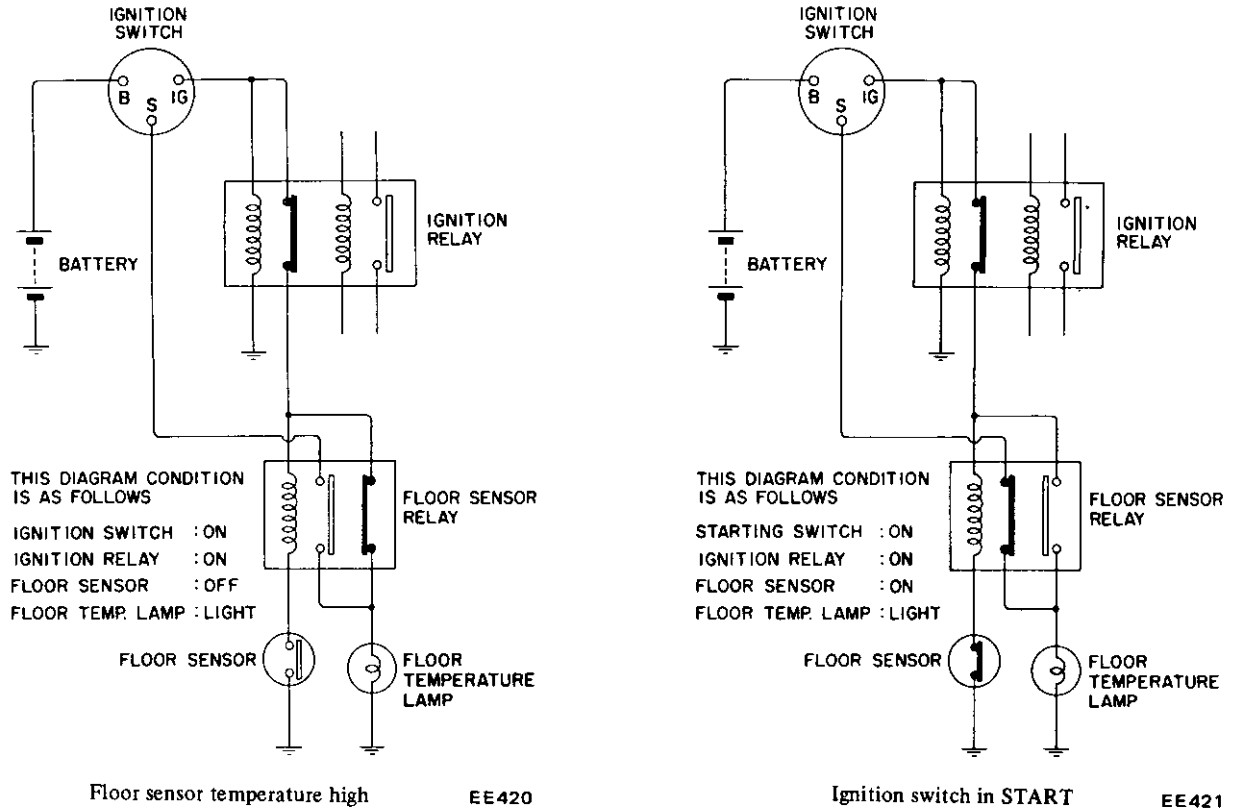 IGNITION
SWITCH
B
S
IG
IGNITION
RELAY
BATTERY
THIS DIAGRAM CONDITION
IS AS FOLLOWS
IGNITION SWITCH : ON
IGNITION RELAY : ON
FLOOR SENSOR : OFF
FLOOR TEMP. LAMP : LIGHT
FLOOR SENSOR
RELAY
FLOOR SENSOR
FLOOR
TEMPERATURE
LAMP
Floor sensor temperature high
EE420
IGNITION
SWITCH
B
S
IG
IGNITION
RELAY
BATTERY
THIS DIAGRAM CONDITION
IS AS FOLLOWS
STARTING SWITCH : ON
IGNITION RELAY : ON
FLOOR SENSOR : ON
FLOOR TEMP. LAMP : LIGHT
FLOOR SENSOR
RELAY
FLOOR SENSOR
FLOOR
TEMPERATURE
LAMP
Ignition switch in START
EE421